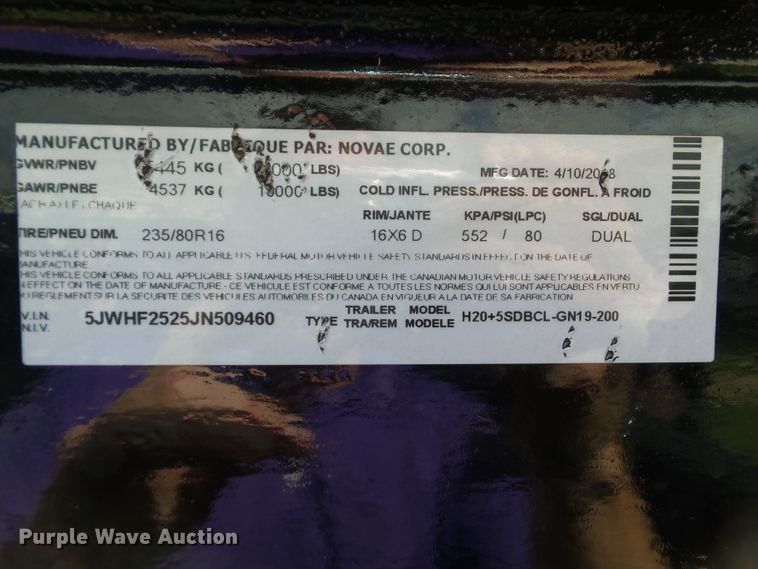 MANUFACTURED BY/FABRIQUE PAR: NOVAE CORP.
GVWR/PNBV 445 KG ( 000 LBS) MFG DATE: 4/10/2018
GAWR/PNBE 4537 KG ( 10000 LBS) COLD INFL. PRESS./PRESS. DE GONFL. A FROID
EACH AXLE, CHAQUE RIM/JANTE KPA/PSI(LPC) SGL/DUAL
TIRE/PNEU DIM. 235/80R16 16X6 D 552 / 80 DUAL
THIS VEHICLE CONFORMS TO ALL APPLICABLE U.S. FEDERAL MOTOR VEHICLE SAFETY STANDARDS IN EFFECT ON THE DATE OF
MANUFACTURE
THIS VEHICLE CONFORMS TO ALL APPLICABLE STANDARDS PRESCRIBED UNDER THE CANADIAN MOTOR VEHICLE SAFETY REGULATIONS
N EFFECT ON THE DATE OF MANUFACTURE - CE VEHICULE EST CONFORME A TOUTES LES NORMES QUI LUI SONT APPLICABLES EN VERTU
U REGLEMENT SUR LA SECURITE DES VEHICULES AUTOMOBILES DU CANADA EN VIGUEUR A LA DATE DE SA FABRICATION
V.I.N. 5JWHF2525JN509460 TYPE TRAILER MODEL H20+5SDBCL-GN19-200
N.I.V. TRA/REM MODELE
Purple Wave Auction